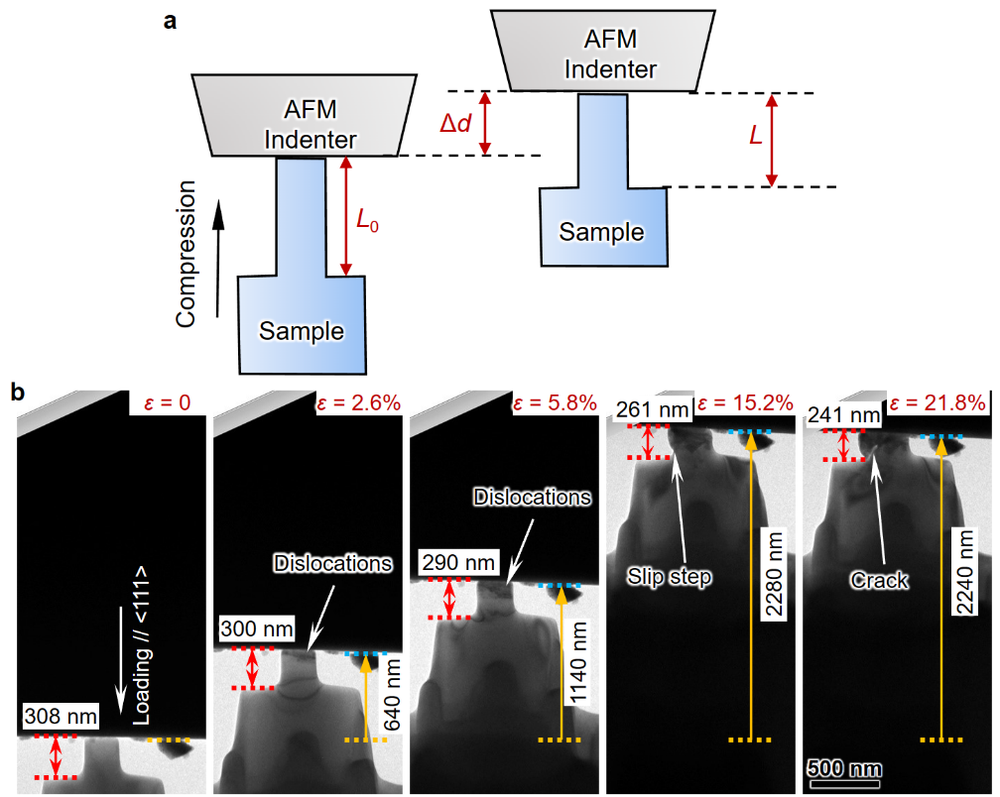 a
AFM
Indenter
AFM
Indenter
Δd
L
L₀
Compression
Sample
Sample
b
ε = 0
ε = 2.6%
ε = 5.8%
261 nm
ε = 15.2%
241 nm
ε = 21.8%
Dislocations
Dislocations
290 nm
300 nm
308 nm
Loading // <111>
640 nm
1140 nm
Slip step
2280 nm
Crack
2240 nm
500 nm